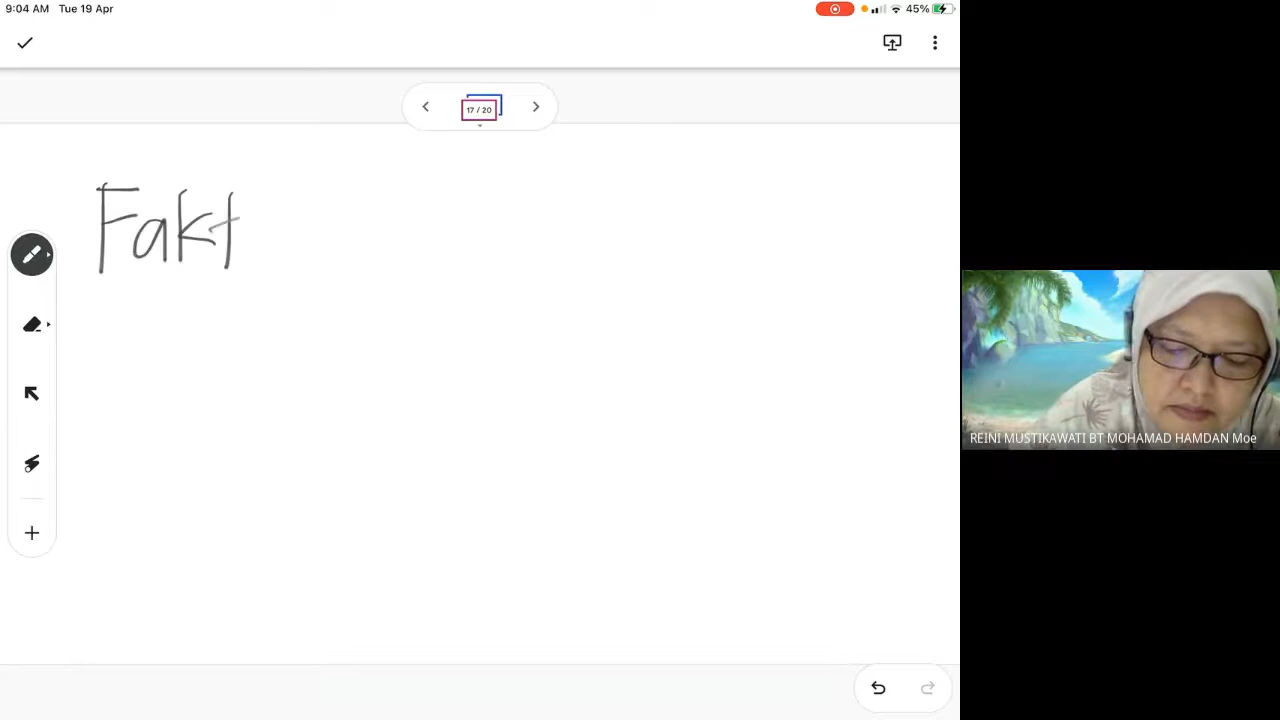 9:04 AM Tue 19 Apr
45%
17 / 20
Fakt
REINI MUSTIKAWATI BT MOHAMAD HAMDAN Moe